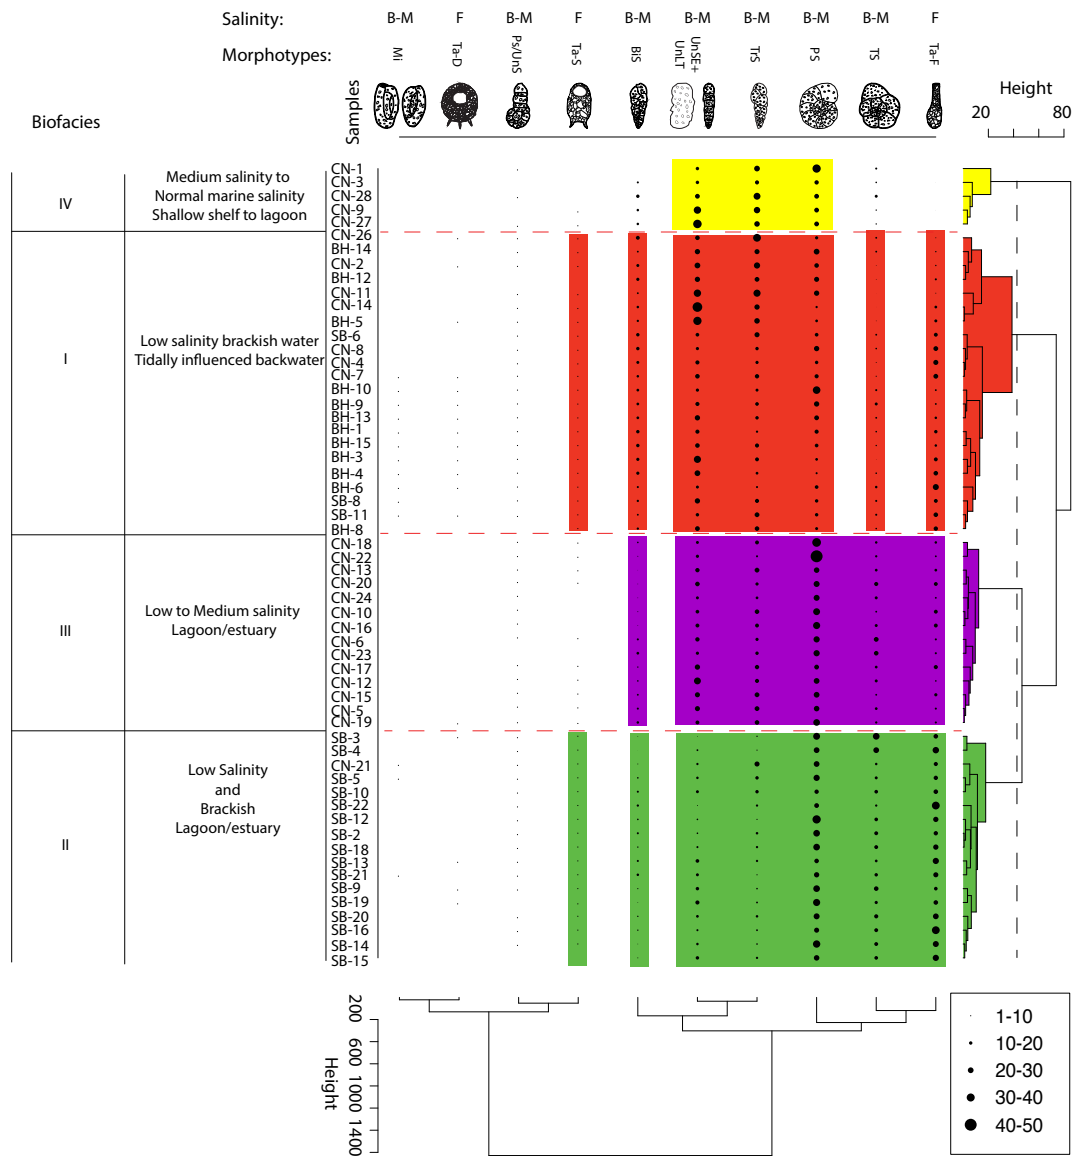 Salinity: B-M F B-M F B-M B-M B-M B-M B-M F
Morphotypes: Mi Ta-D Ps/UnS Ta-S BiS UnSE+ UnLT TrS PS TS Ta-F
Biofacies
Samples
Height
20 80
IV
Medium salinity to
Normal marine salinity
Shallow shelf to lagoon
CN-1
CN-3
CN-28
CN-9
CN-27
I
Low salinity brackish water
Tidally influenced backwater
CN-26
BH-14
CN-2
BH-12
CN-11
CN-14
BH-5
SB-6
CN-8
CN-4
CN-7
BH-10
BH-9
BH-13
BH-1
BH-15
BH-3
BH-4
BH-6
SB-8
SB-11
BH-8
III
Low to Medium salinity
Lagoon/estuary
CN-18
CN-22
CN-13
CN-20
CN-24
CN-10
CN-16
CN-6
CN-23
CN-17
CN-12
CN-15
CN-5
CN-19
II
Low Salinity
and
Brackish
Lagoon/estuary
SB-3
SB-4
CN-21
SB-5
SB-10
SB-22
SB-12
SB-2
SB-18
SB-13
SB-21
SB-9
SB-19
SB-20
SB-16
SB-14
SB-15
Height
200 600 1000 1400
1-10
10-20
20-30
30-40
40-50